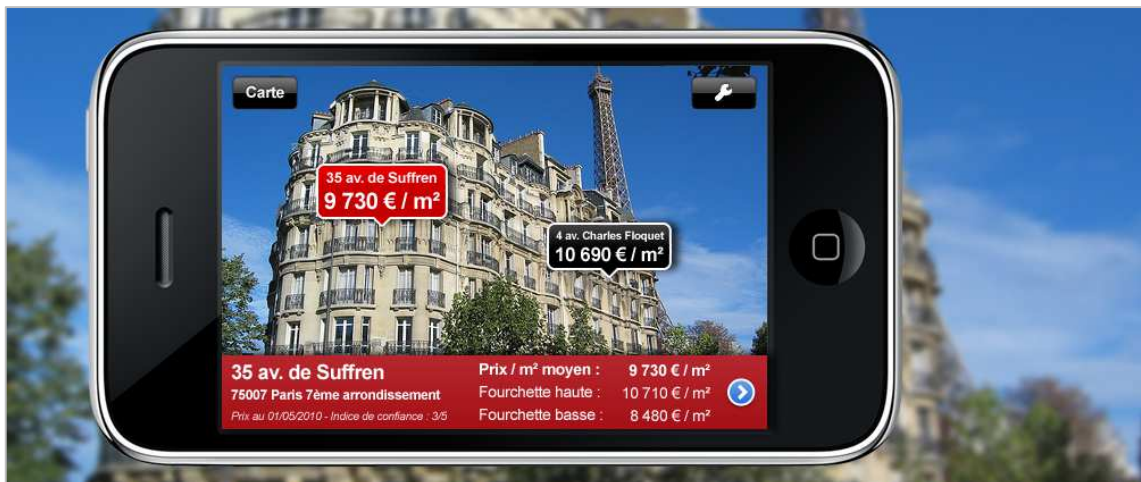 Carte
35 av. de Suffren
9 730 € / m²
4 av. Charles Floquet
10 690 € / m²
35 av. de Suffren
75007 Paris 7ème arrondissement
Prix au 01/05/2010 - Indice de confiance : 3/5
Prix / m² moyen : 9 730 € / m²
Fourchette haute : 10 710 € / m²
Fourchette basse : 8 480 € / m²